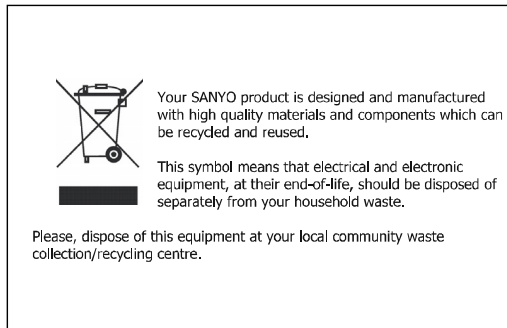 Your SANYO product is designed and manufactured
with high quality materials and components which can
be recycled and reused.
This symbol means that electrical and electronic
equipment, at their end-of-life, should be disposed of
separately from your household waste.
Please, dispose of this equipment at your local community waste
collection/recycling centre.